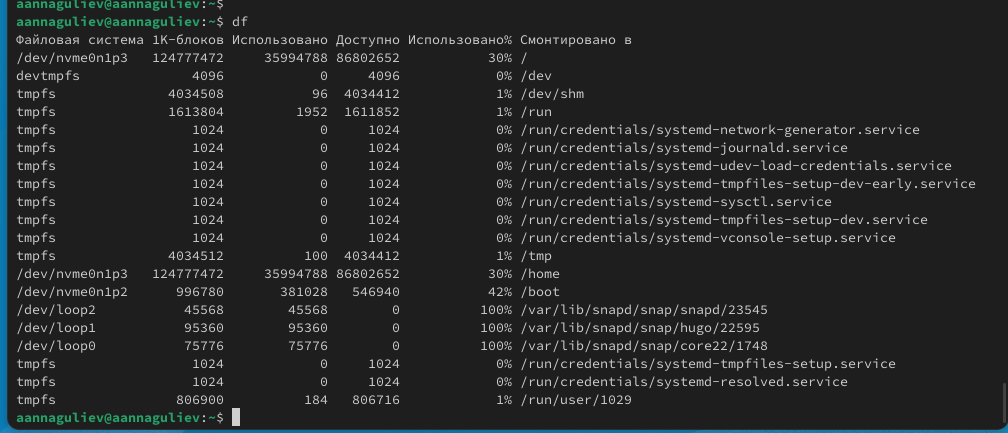 aannaguliev@aannaguliev:~$
aannaguliev@aannaguliev:~$ df
Файловая система 1K-блоков Использовано Доступно Использовано% Смонтировано в
/dev/nvme0n1p3 124777472 35994788 86802652 30% /
devtmpfs 4096 0 4096 0% /dev
tmpfs 4034508 96 4034412 1% /dev/shm
tmpfs 1613804 1952 1611852 1% /run
tmpfs 1024 0 1024 0% /run/credentials/systemd-network-generator.service
tmpfs 1024 0 1024 0% /run/credentials/systemd-journald.service
tmpfs 1024 0 1024 0% /run/credentials/systemd-udev-load-credentials.service
tmpfs 1024 0 1024 0% /run/credentials/systemd-tmpfiles-setup-dev-early.service
tmpfs 1024 0 1024 0% /run/credentials/systemd-sysctl.service
tmpfs 1024 0 1024 0% /run/credentials/systemd-tmpfiles-setup-dev.service
tmpfs 1024 0 1024 0% /run/credentials/systemd-vconsole-setup.service
tmpfs 4034512 100 4034412 1% /tmp
/dev/nvme0n1p3 124777472 35994788 86802652 30% /home
/dev/nvme0n1p2 996780 381028 546940 42% /boot
/dev/loop2 45568 45568 0 100% /var/lib/snapd/snap/snapd/23545
/dev/loop1 95360 95360 0 100% /var/lib/snapd/snap/hugo/22595
/dev/loop0 75776 75776 0 100% /var/lib/snapd/snap/core22/1748
tmpfs 1024 0 1024 0% /run/credentials/systemd-tmpfiles-setup.service
tmpfs 1024 0 1024 0% /run/credentials/systemd-resolved.service
tmpfs 806900 184 806716 1% /run/user/1029
aannaguliev@aannaguliev:~$